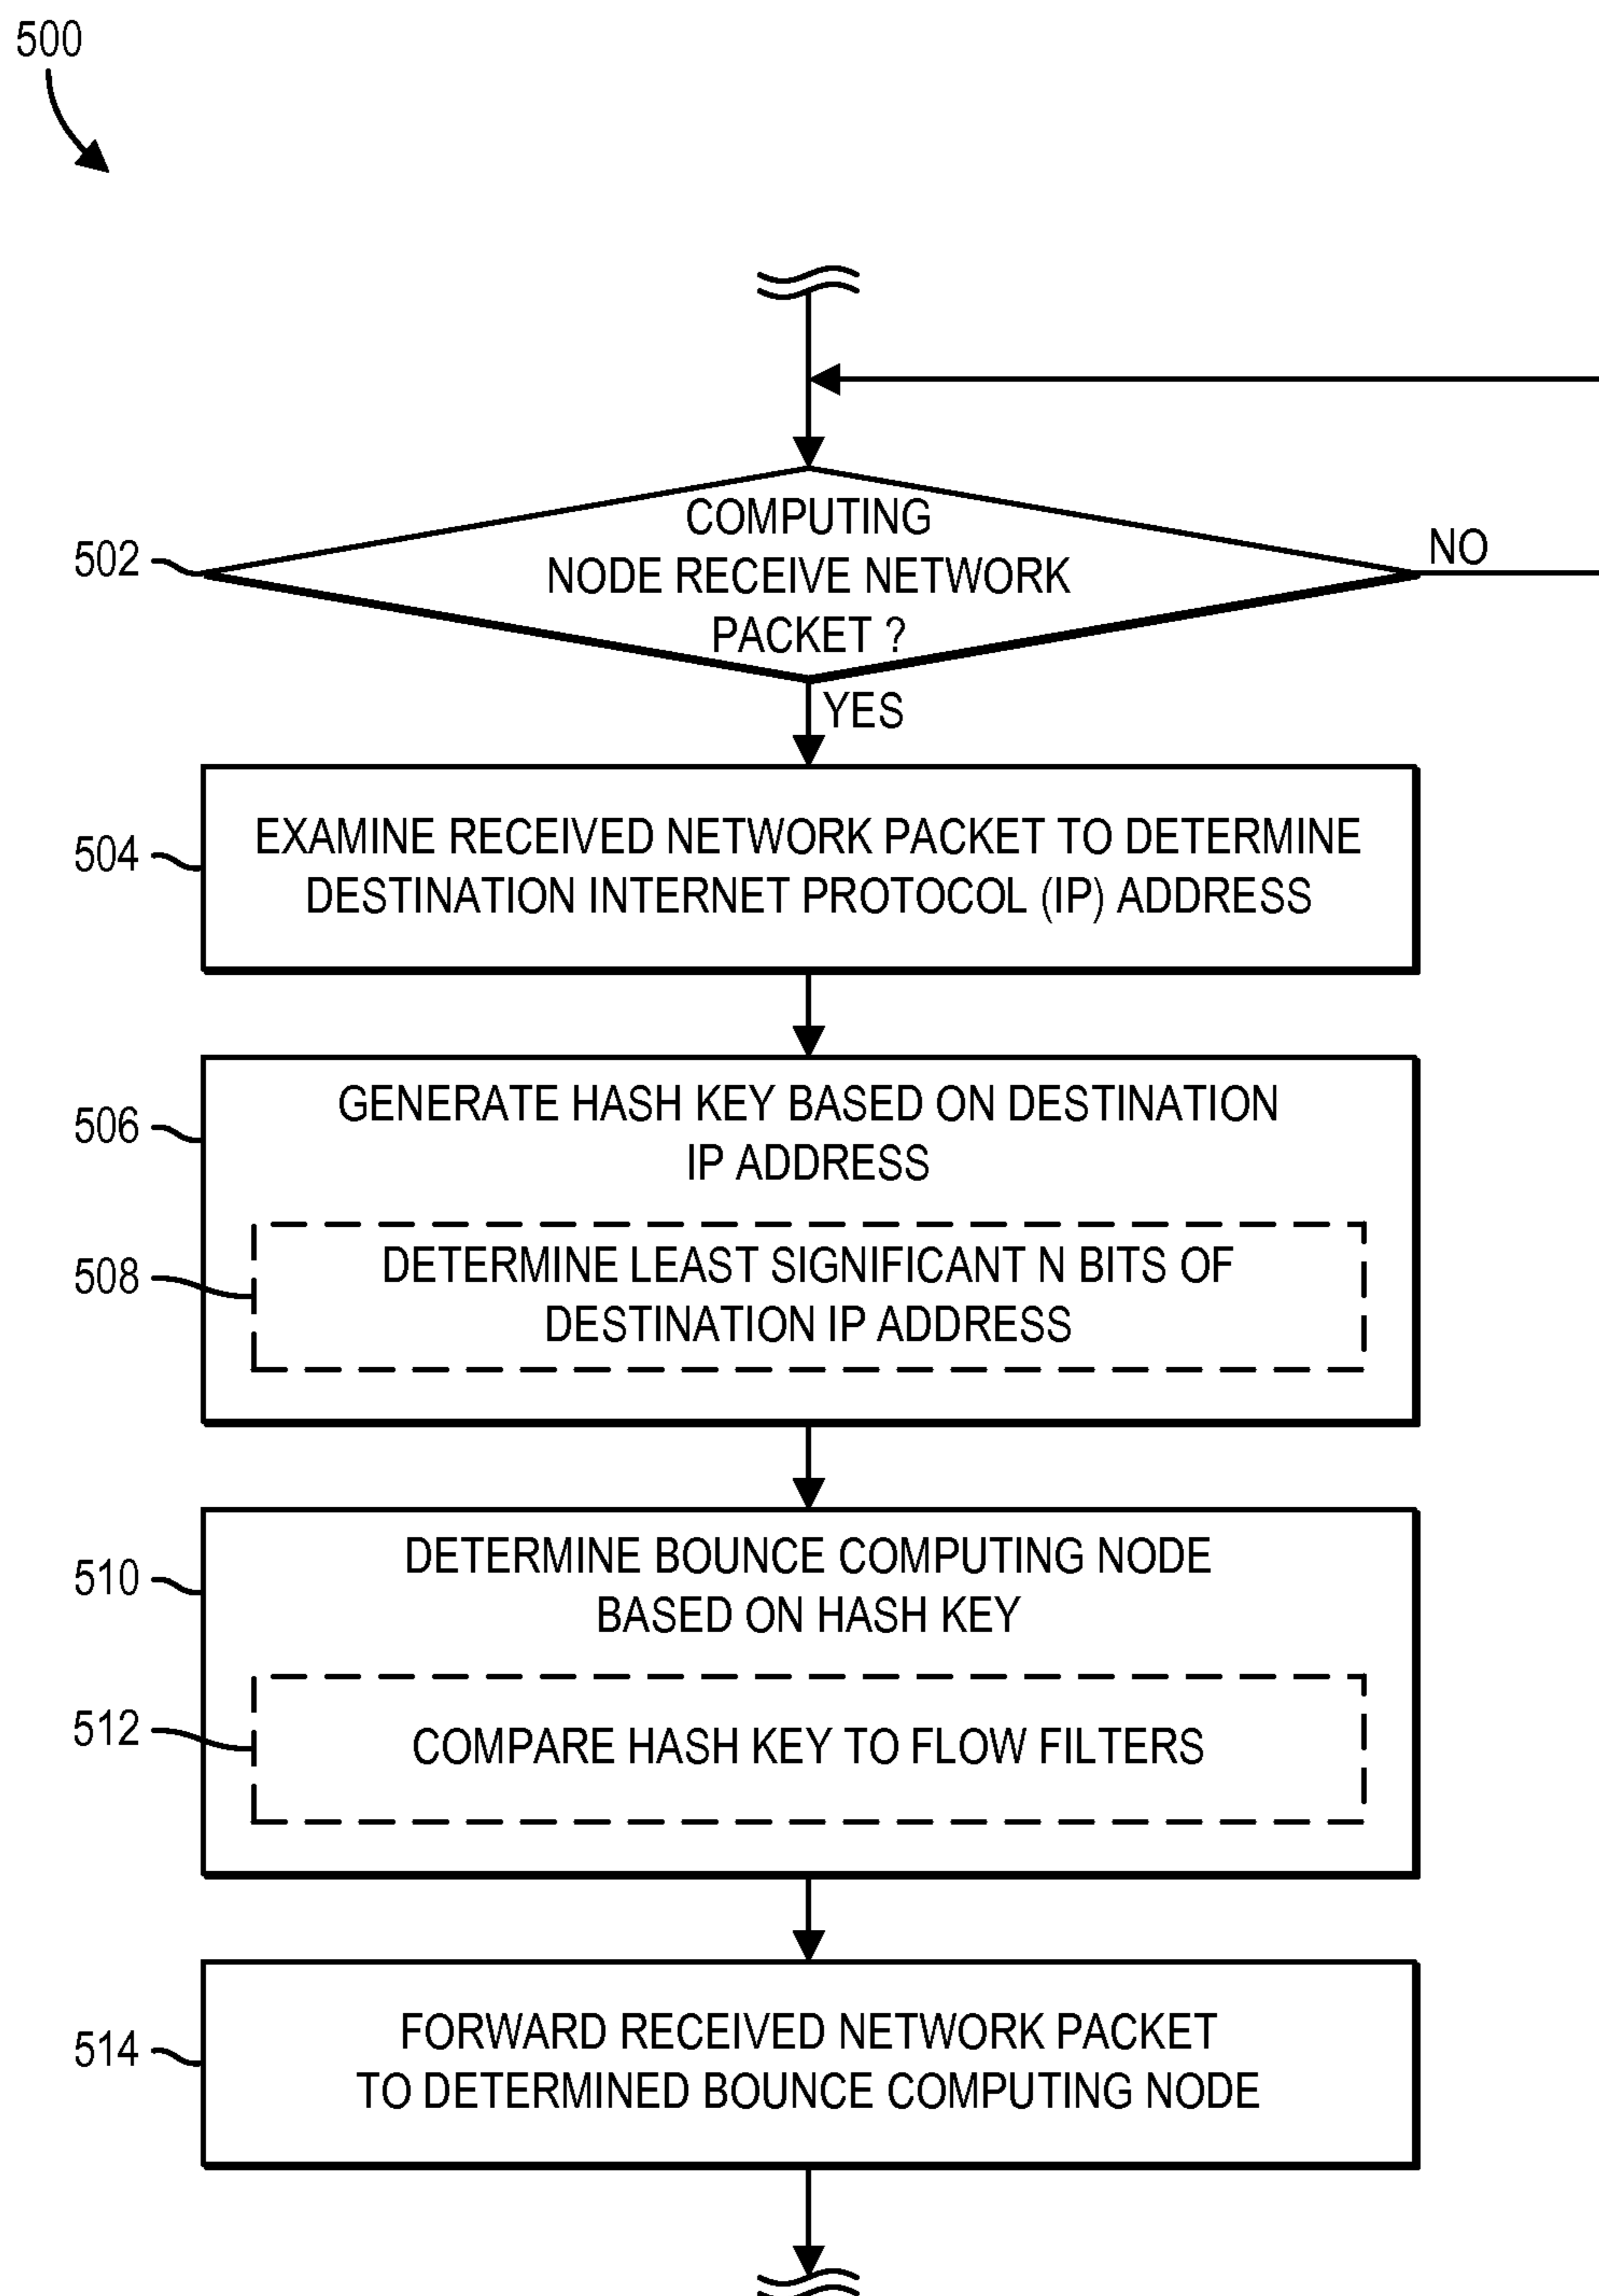 500
COMPUTING
NODE RECEIVE NETWORK
PACKET ?
502
NO
YES
504
EXAMINE RECEIVED NETWORK PACKET TO DETERMINE
DESTINATION INTERNET PROTOCOL (IP) ADDRESS
506
GENERATE HASH KEY BASED ON DESTINATION
IP ADDRESS
508
DETERMINE LEAST SIGNIFICANT N BITS OF
DESTINATION IP ADDRESS
510
DETERMINE BOUNCE COMPUTING NODE
BASED ON HASH KEY
512
COMPARE HASH KEY TO FLOW FILTERS
514
FORWARD RECEIVED NETWORK PACKET
TO DETERMINED BOUNCE COMPUTING NODE